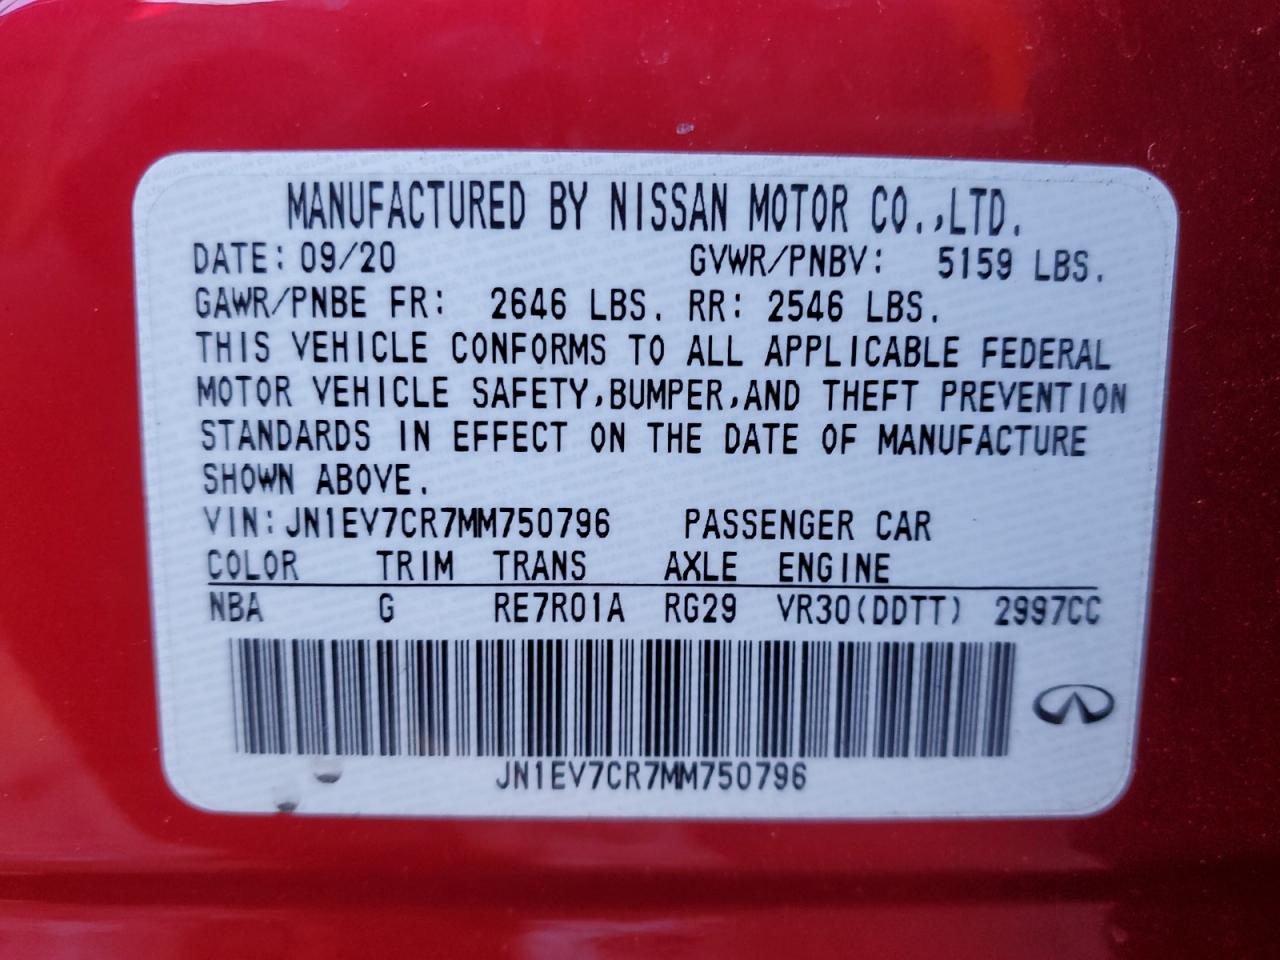 MANUFACTURED BY NISSAN MOTOR CO.,LTD.
DATE: 09/20 GVWR/PNBV: 5159 LBS.
GAWR/PNBE FR: 2646 LBS. RR: 2546 LBS.
THIS VEHICLE CONFORMS TO ALL APPLICABLE FEDERAL
MOTOR VEHICLE SAFETY,BUMPER,AND THEFT PREVENTION
STANDARDS IN EFFECT ON THE DATE OF MANUFACTURE
SHOWN ABOVE.
VIN:JN1EV7CR7MM750796 PASSENGER CAR
COLOR TRIM TRANS AXLE ENGINE
NBA G RE7R01A RG29 VR30(DDTT) 2997CC
JN1EV7CR7MM750796